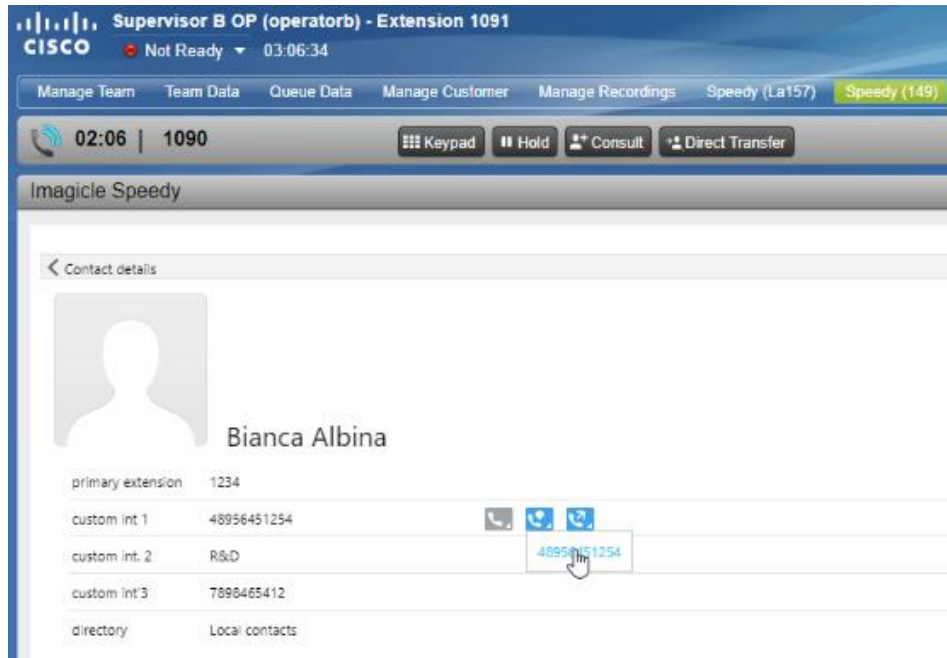 Supervisor B OP (operatorb) - Extension 1091
CISCO Not Ready 03:06:34
Manage Team Team Data Queue Data Manage Customer Manage Recordings Speedy (La157) Speedy (149)
02:06 | 1090 Keypad Hold Consult Direct Transfer
Imagicle Speedy
Contact details
Bianca Albina
primary extension 1234
custom int 1 48956451254
custom int. 2 R&D 48956451254
custom int 3 7898465412
directory Local contacts